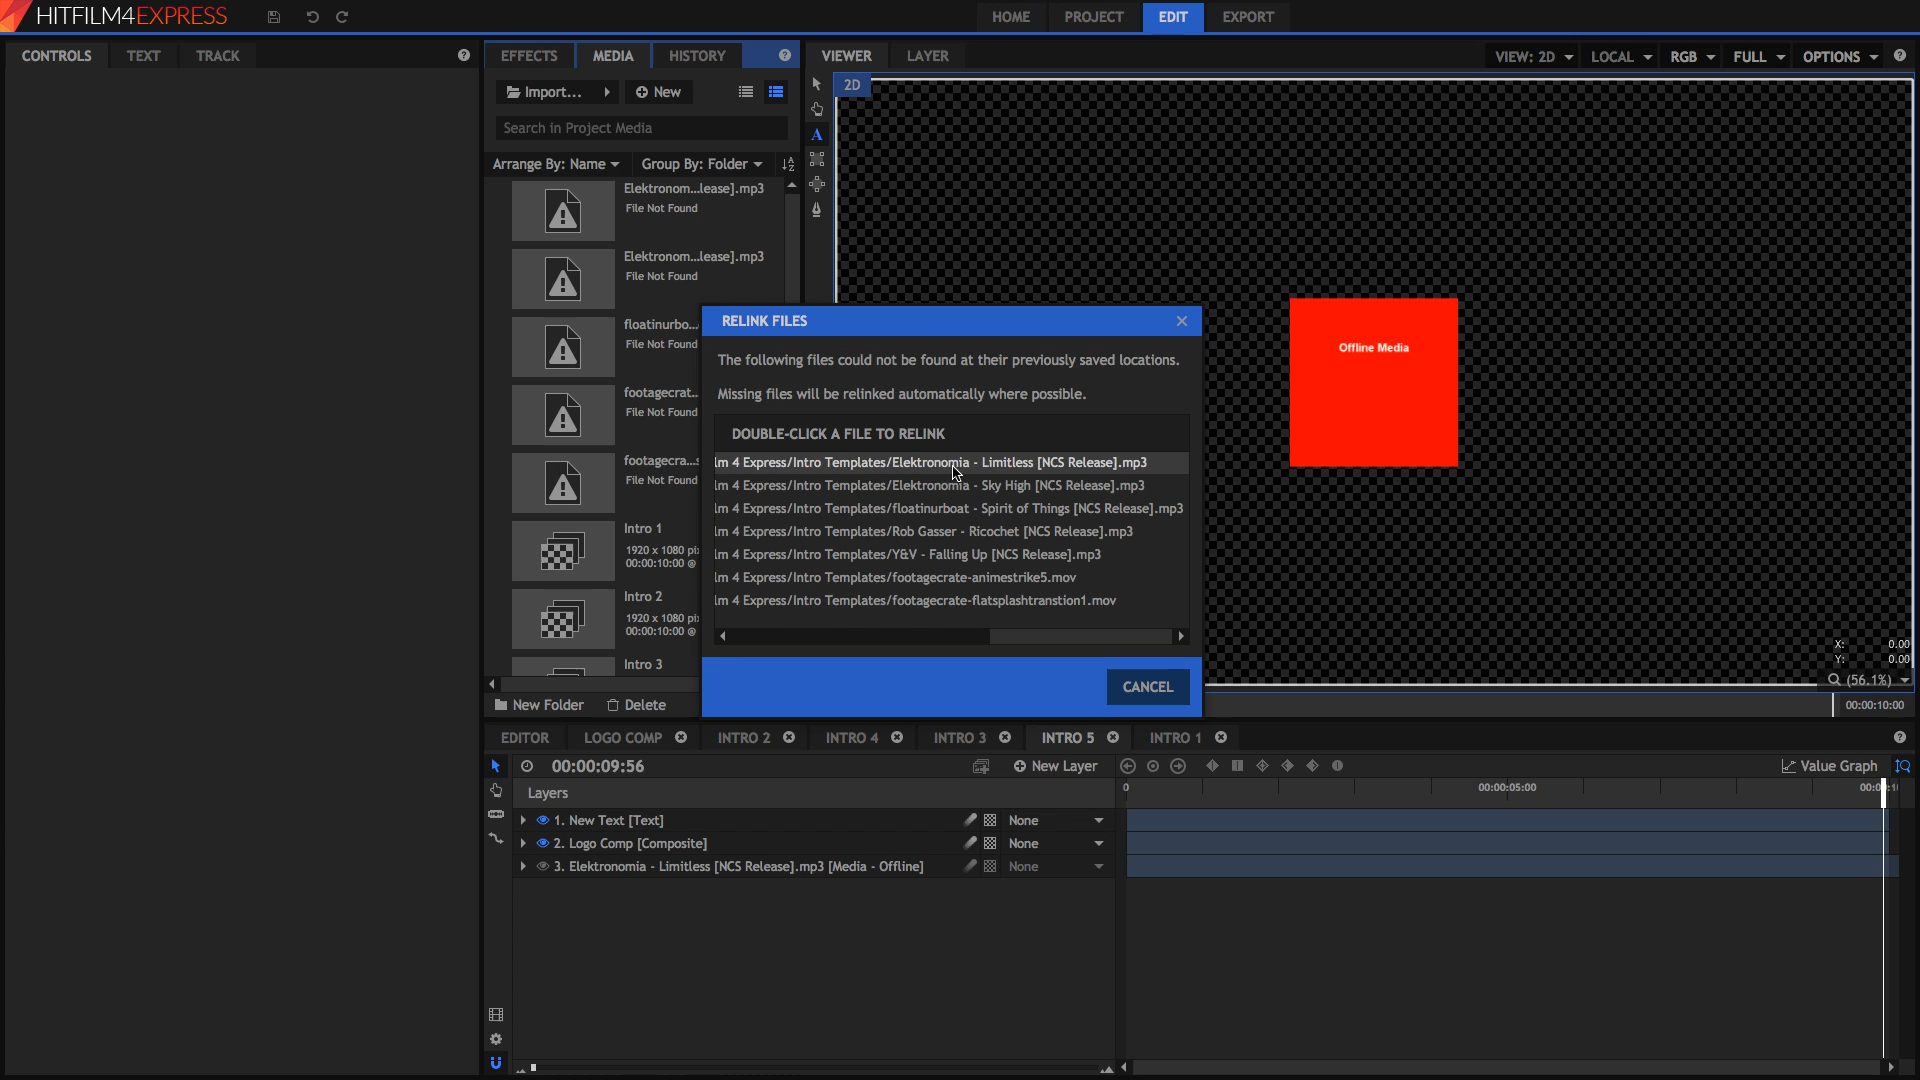 HITFILM4EXPRESS
HOME PROJECT EDIT EXPORT
CONTROLS TEXT TRACK
EFFECTS MEDIA HISTORY
VIEWER LAYER
VIEW: 2D LOCAL RGB FULL OPTIONS
Import... New
2D
Search in Project Media
Arrange By: Name Group By: Folder
Elektronom...lease].mp3
File Not Found
Elektronom...lease].mp3
File Not Found
floatinurbo...
File Not Found
footagecrat..
File Not Found
footagecra...s
File Not Found
Intro 1
1920 x 1080 pi
00:00:10:00 @
Intro 2
1920 x 1080 pi
00:00:10:00 @
Intro 3
New Folder Delete
Offline Media
RELINK FILES
The following files could not be found at their previously saved locations.
Missing files will be relinked automatically where possible.
DOUBLE-CLICK A FILE TO RELINK
lm 4 Express/Intro Templates/Elektronomia - Limitless [NCS Release].mp3
lm 4 Express/Intro Templates/Elektronomia - Sky High [NCS Release].mp3
lm 4 Express/Intro Templates/floatinurboat - Spirit of Things [NCS Release].mp3
lm 4 Express/Intro Templates/Rob Gasser - Ricochet [NCS Release].mp3
lm 4 Express/Intro Templates/Y&V - Falling Up [NCS Release].mp3
lm 4 Express/Intro Templates/footagecrate-animestrike5.mov
lm 4 Express/Intro Templates/footagecrate-flatsplashtranstion1.mov
CANCEL
X: 0.00
Y: 0.00
(56.1%)
00:00:10:00
EDITOR LOGO COMP INTRO 2 INTRO 4 INTRO 3 INTRO 5 INTRO 1
00:00:09:56 New Layer Value Graph
Layers
0 00:00:05:00 00:00:1
1. New Text [Text] None
2. Logo Comp [Composite] None
3. Elektronomia - Limitless [NCS Release].mp3 [Media - Offline] None